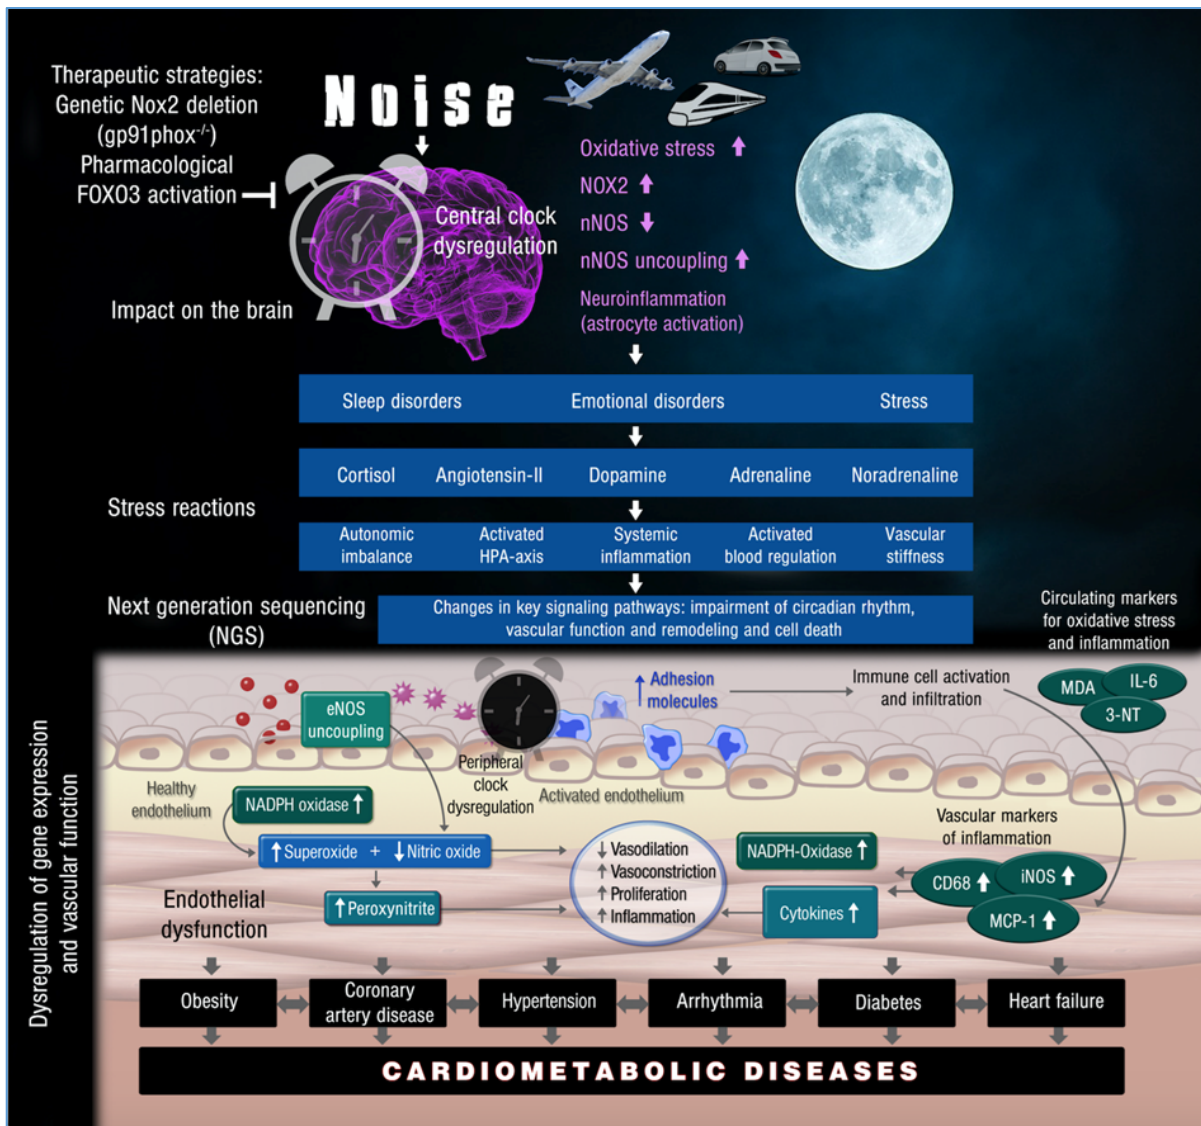 Therapeutic strategies:
Genetic Nox2 deletion
(gp91phox-/-)
Pharmacological
FOXO3 activation
Noise
Central clock
dysregulation
Impact on the brain
Oxidative stress ↑
NOX2 ↑
nNOS ↓
nNOS uncoupling ↑
Neuroinflammation
(astrocyte activation)
Sleep disorders Emotional disorders Stress
Cortisol Angiotensin-II Dopamine Adrenaline Noradrenaline
Stress reactions
Autonomic
imbalance
Activated
HPA-axis
Systemic
inflammation
Activated
blood regulation
Vascular
stiffness
Next generation sequencing
(NGS)
Changes in key signaling pathways: impairment of circadian rhythm,
vascular function and remodeling and cell death
Circulating markers
for oxidative stress
and inflammation
MDA
IL-6
3-NT
Dysregulation of gene expression
and vascular function
eNOS
uncoupling
↑ Adhesion
molecules
Immune cell activation
and infiltration
Peripheral
clock
dysregulation
Healthy
endothelium
Activated endothelium
NADPH oxidase ↑
↑ Superoxide + ↓ Nitric oxide
↑ Peroxynitrite
Endothelial
dysfunction
↓ Vasodilation
↑ Vasoconstriction
↑ Proliferation
↑ Inflammation
NADPH-Oxidase ↑
Cytokines ↑
Vascular markers
of inflammation
CD68 ↑
iNOS ↑
MCP-1 ↑
Obesity
Coronary
artery disease
Hypertension
Arrhythmia
Diabetes
Heart failure
CARDIOMETABOLIC DISEASES